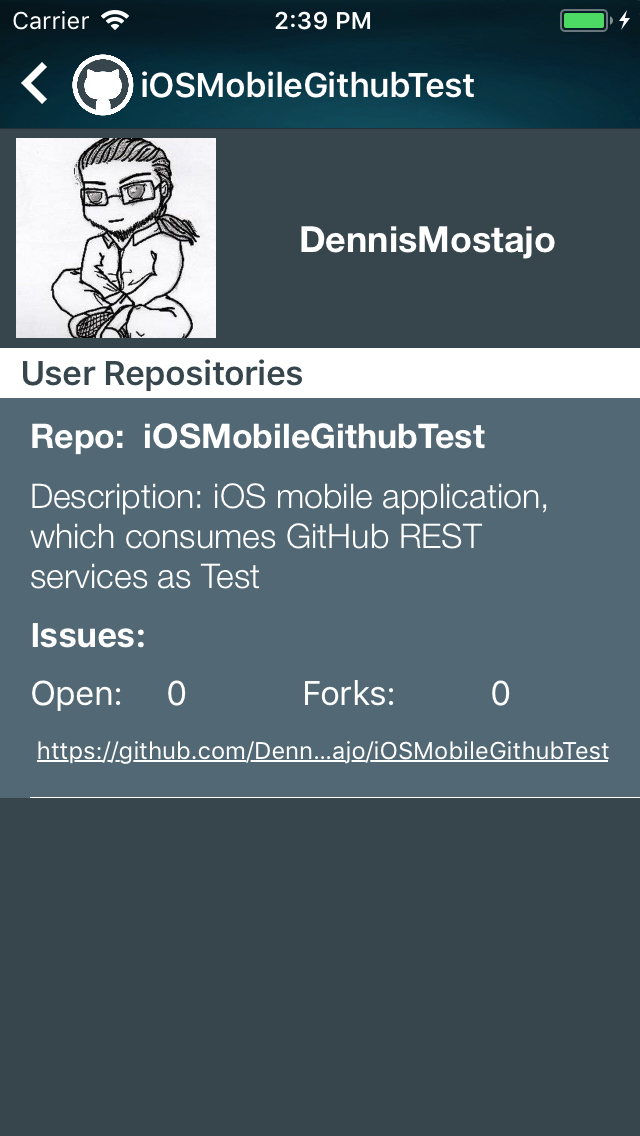 Carrier 2:39 PM
iOSMobileGithubTest
DennisMostajo
User Repositories
Repo: iOSMobileGithubTest
Description: iOS mobile application,
which consumes GitHub REST
services as Test
Issues:
Open: 0 Forks: 0
https://github.com/Denn...ajo/iOSMobileGithubTest